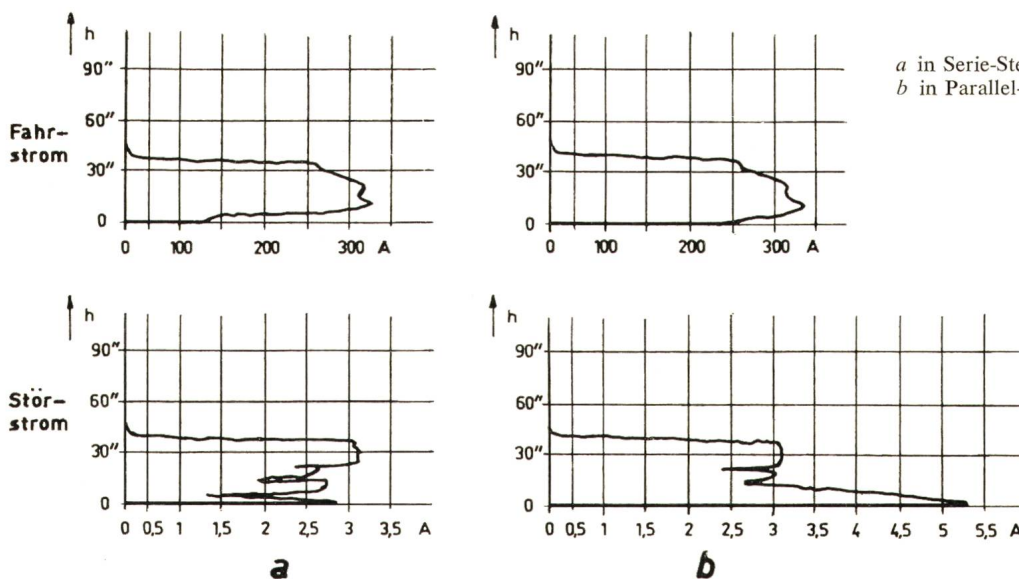 h
90″
60″
30″
0
Fahr-
strom
0 100 200 300 A
h
90″
60″
30″
0
0 100 200 300 A
a in Serie-
b in Parallel-
h
90″
60″
30″
0
Stör-
strom
0 0,5 1 1,5 2 2,5 3 3,5 A
a
h
90″
60″
30″
0
0 0,5 1 1,5 2 2,5 3 3,5 4 4,5 5 5,5 A
b